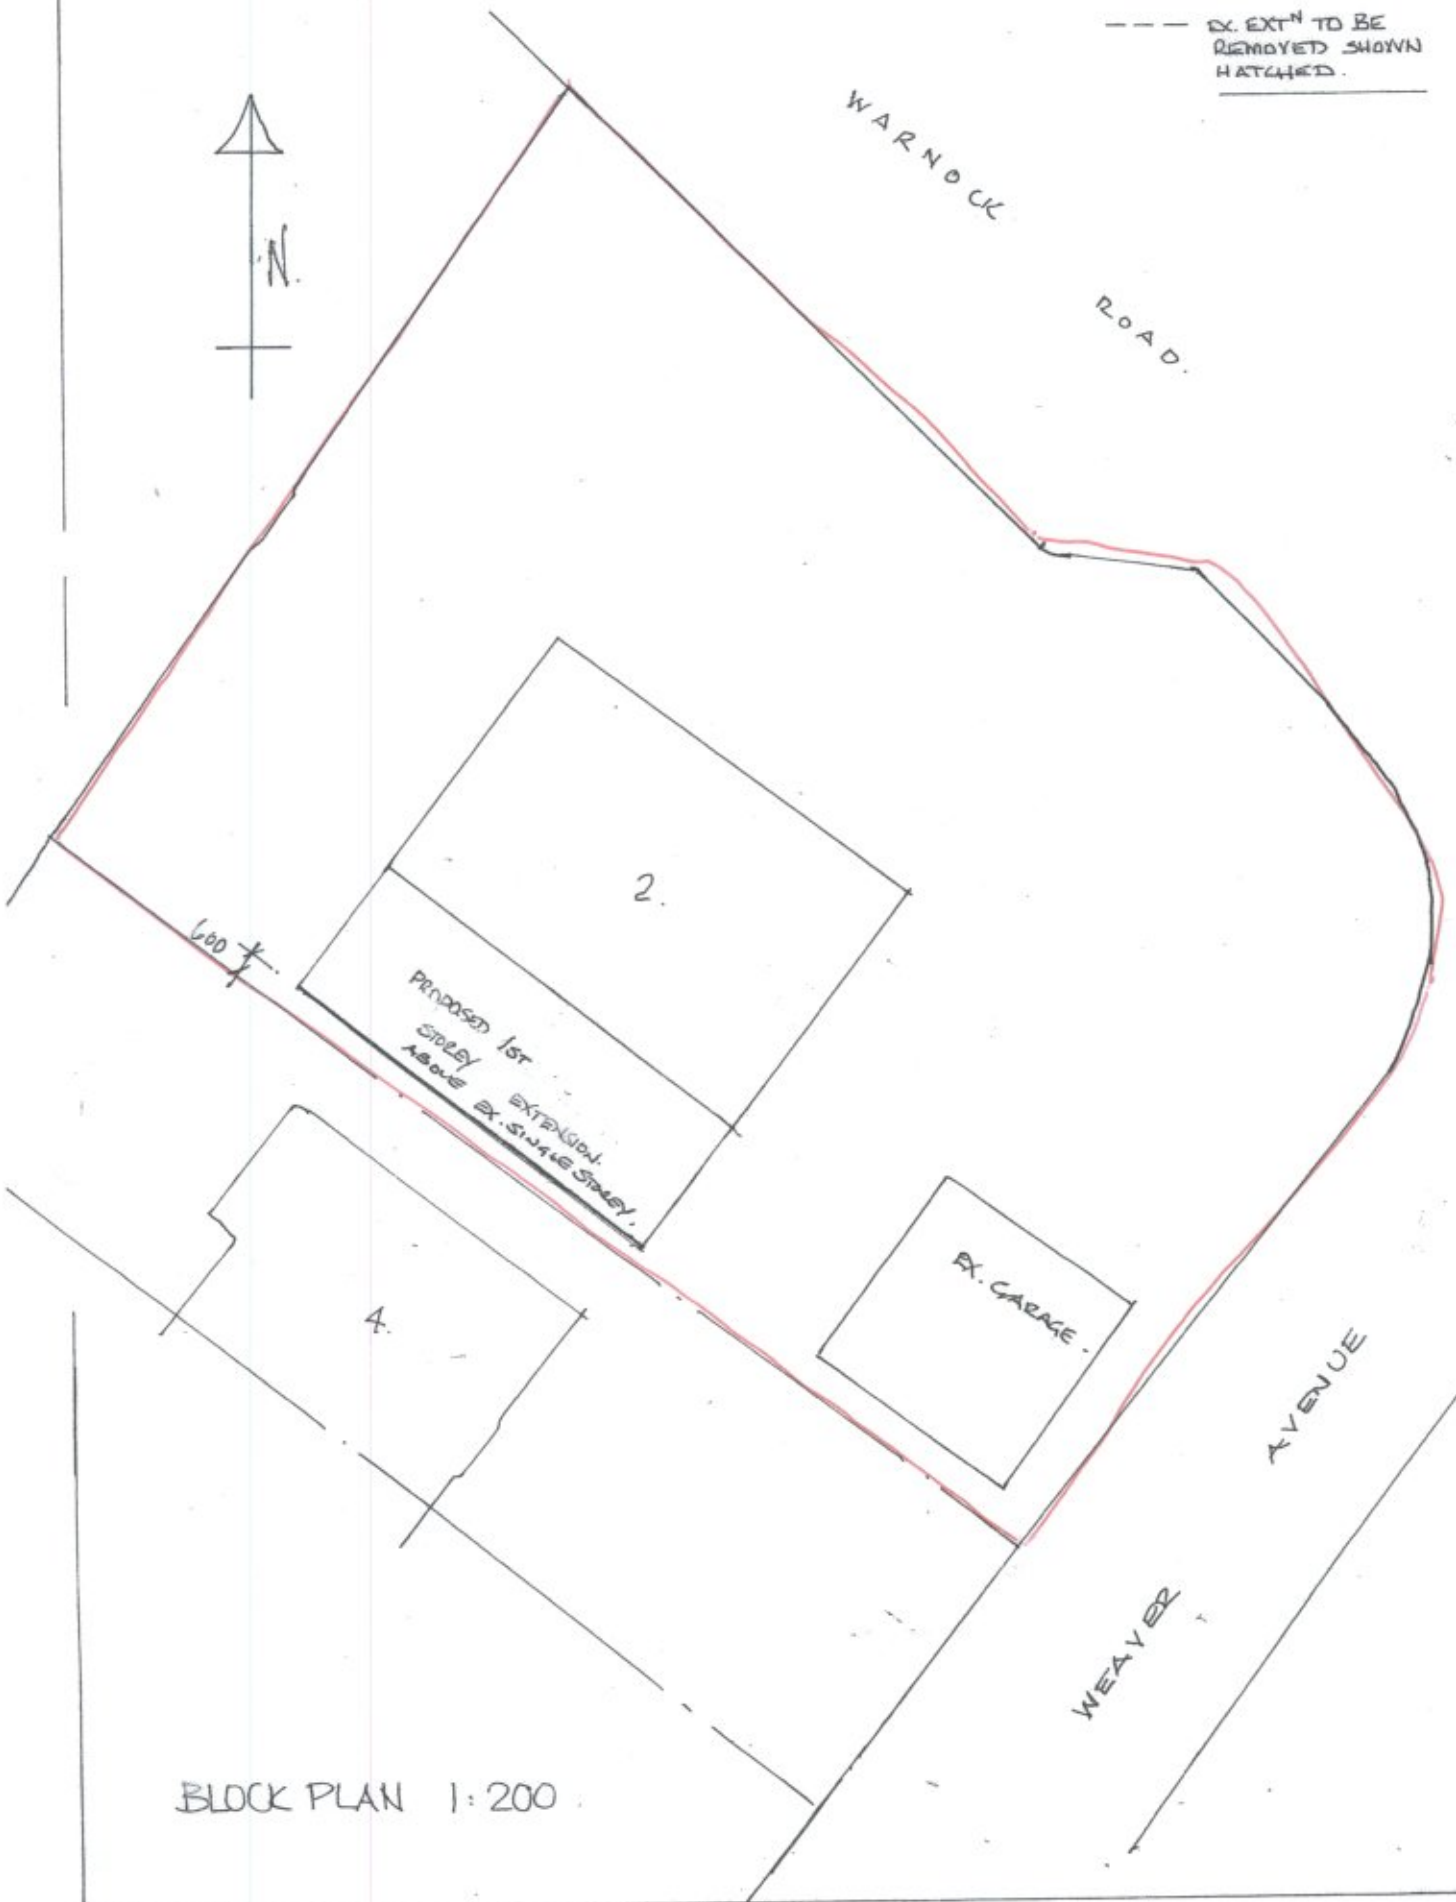 --- EX. EXTN TO BE
REMOVED SHOWN
HATCHED.
WARNOCK
ROAD.
N.
2.
600
PROPOSED 1ST
STOREY EXTENSION.
ABOVE EX. SINGLE STOREY.
EX. GARAGE.
4.
AVENUE
WEAVER
BLOCK PLAN 1:200